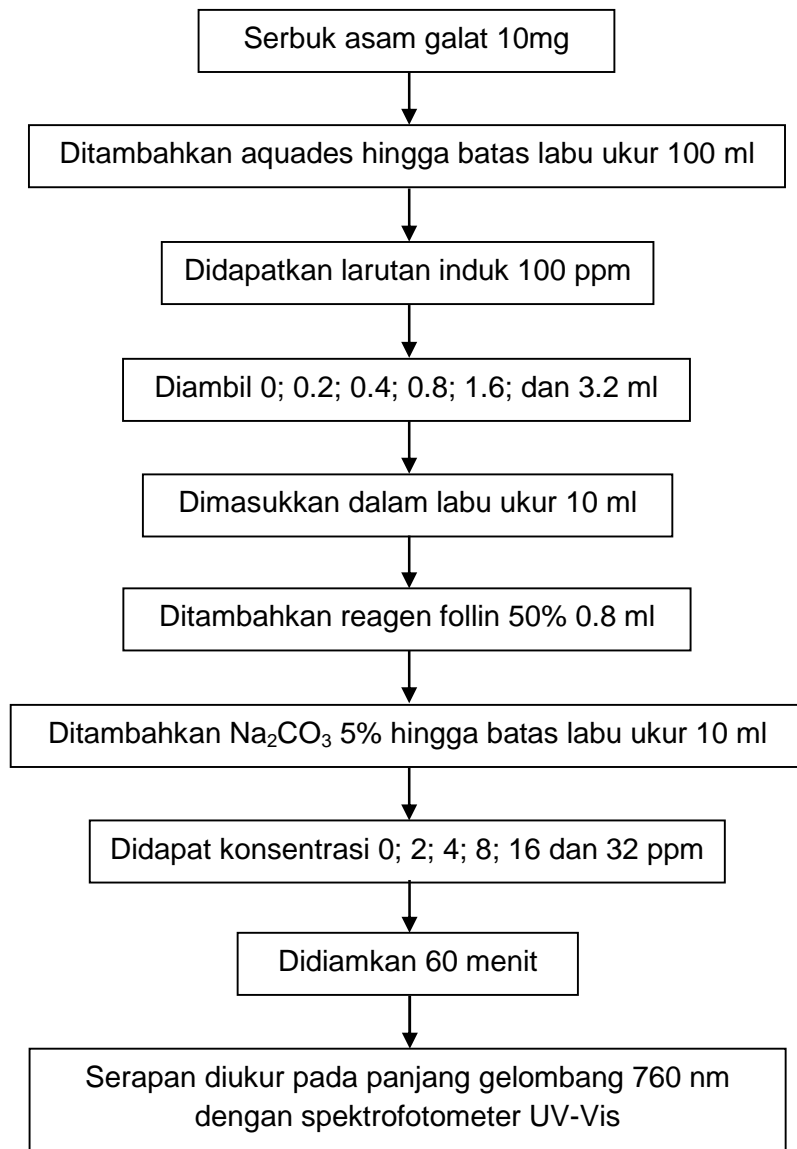 Serbuk asam galat 10mg
Ditambahkan aquades hingga batas labu ukur 100 ml
Didapatkan larutan induk 100 ppm
Diambil 0; 0.2; 0.4; 0.8; 1.6; dan 3.2 ml
Dimasukkan dalam labu ukur 10 ml
Ditambahkan reagen follin 50% 0.8 ml
Ditambahkan Na₂CO₃ 5% hingga batas labu ukur 10 ml
Didapat konsentrasi 0; 2; 4; 8; 16 dan 32 ppm
Didiamkan 60 menit
Serapan diukur pada panjang gelombang 760 nm
dengan spektrofotometer UV-Vis